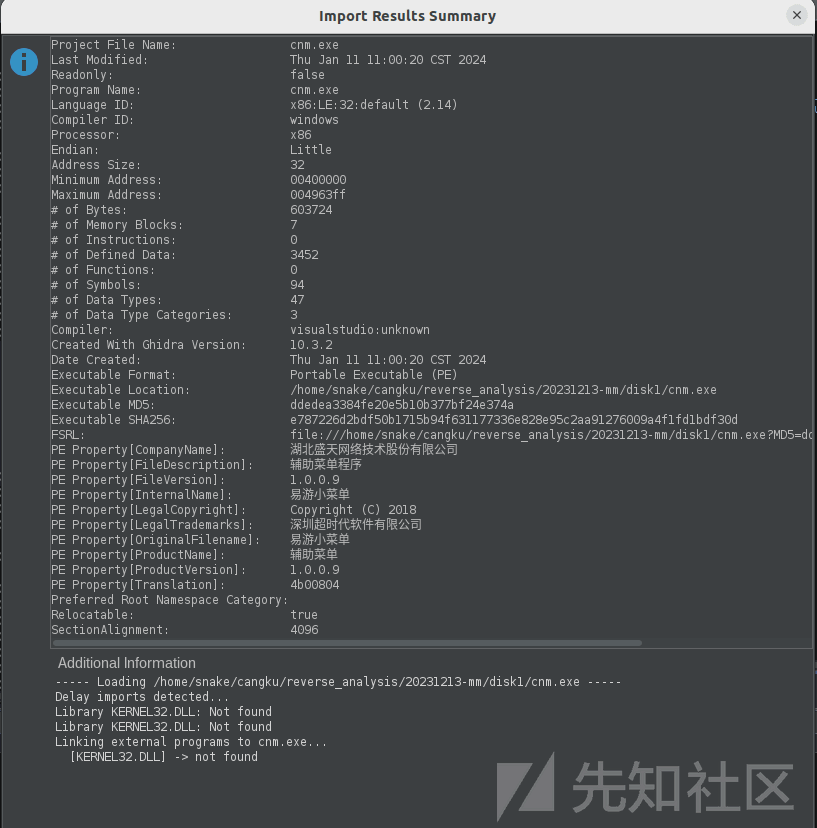 Import Results Summary
Project File Name: cnm.exe
Last Modified: Thu Jan 11 11:00:20 CST 2024
Readonly: false
Program Name: cnm.exe
Language ID: x86:LE:32:default (2.14)
Compiler ID: windows
Processor: x86
Endian: Little
Address Size: 32
Minimum Address: 00400000
Maximum Address: 004963ff
# of Bytes: 603724
# of Memory Blocks: 7
# of Instructions: 0
# of Defined Data: 3452
# of Functions: 0
# of Symbols: 94
# of Data Types: 47
# of Data Type Categories: 3
Compiler: visualstudio:unknown
Created With Ghidra Version: 10.3.2
Date Created: Thu Jan 11 11:00:20 CST 2024
Executable Format: Portable Executable (PE)
Executable Location: /home/snake/cangku/reverse_analysis/20231213-mm/disk1/cnm.exe
Executable MD5: ddedea3384fe20e5b10b377bf24e374a
Executable SHA256: e787226d2bdf50b1715b94f631177336e828e95c2aa91276009a4f1fd1bdf30d
FSRL: file:///home/snake/cangku/reverse_analysis/20231213-mm/disk1/cnm.exe?MD5=dd
PE Property[CompanyName]: 湖北盛天网络技术股份有限公司
PE Property[FileDescription]: 辅助菜单程序
PE Property[FileVersion]: 1.0.0.9
PE Property[InternalName]: 易游小菜单
PE Property[LegalCopyright]: Copyright (C) 2018
PE Property[LegalTrademarks]: 深圳超时代软件有限公司
PE Property[OriginalFilename]: 易游小菜单
PE Property[ProductName]: 辅助菜单
PE Property[ProductVersion]: 1.0.0.9
PE Property[Translation]: 4b00804
Preferred Root Namespace Category:
Relocatable: true
SectionAlignment: 4096
Additional Information
----- Loading /home/snake/cangku/reverse_analysis/20231213-mm/disk1/cnm.exe -----
Delay imports detected...
Library KERNEL32.DLL: Not found
Library KERNEL32.DLL: Not found
Linking external programs to cnm.exe...
[KERNEL32.DLL] -> not found
先知社区